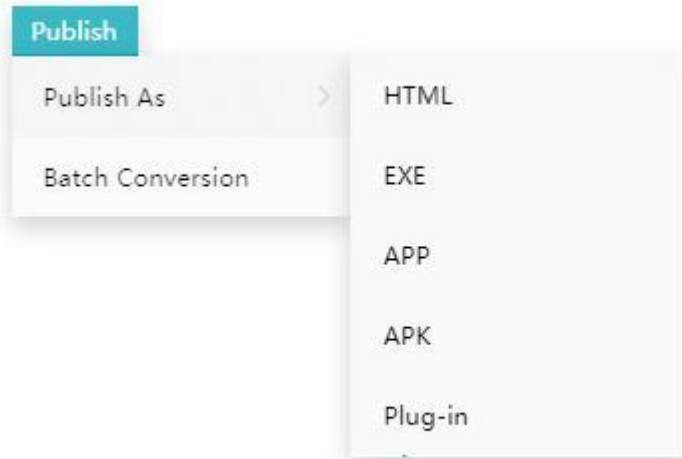 Publish
Publish As
Batch Conversion
HTML
EXE
APP
APK
Plug-in